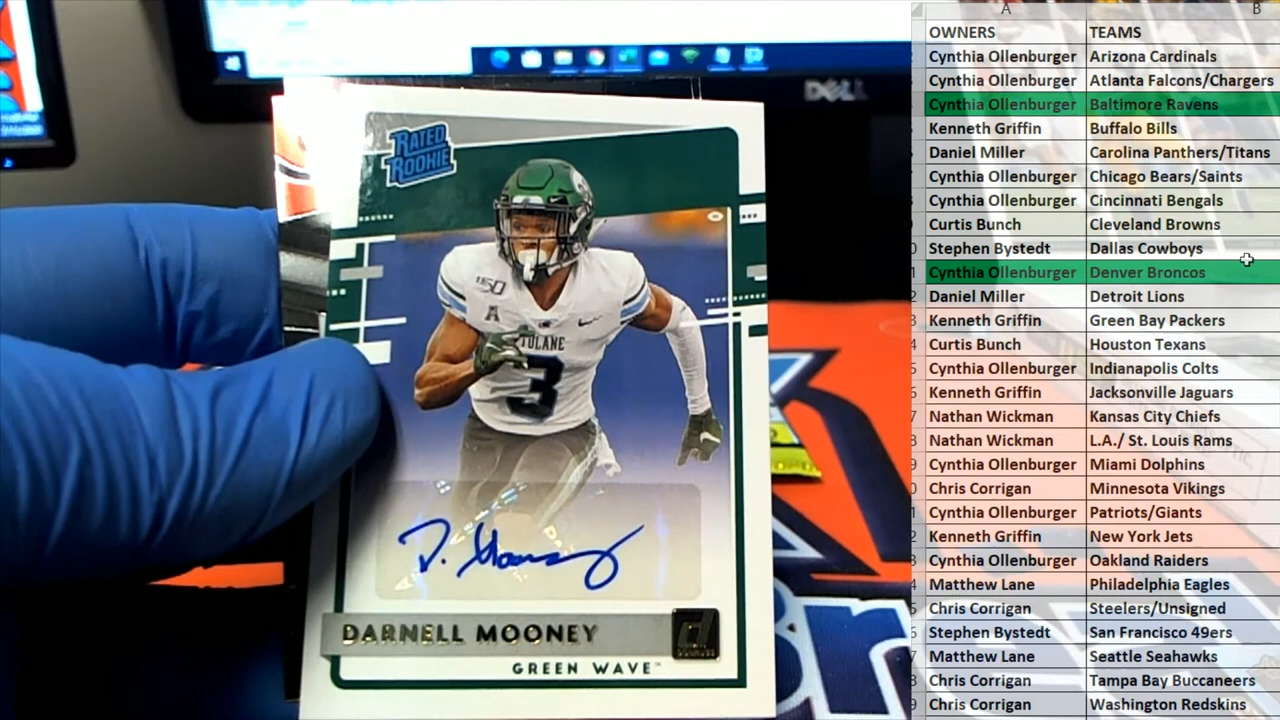 DELL
RATED
ROOKIE
150
TULANE
3
D. Mooney
DARNELL MOONEY
GREEN WAVE™
A B
OWNERS TEAMS
Cynthia Ollenburger Arizona Cardinals
Cynthia Ollenburger Atlanta Falcons/Chargers
Cynthia Ollenburger Baltimore Ravens
Kenneth Griffin Buffalo Bills
Daniel Miller Carolina Panthers/Titans
Cynthia Ollenburger Chicago Bears/Saints
Cynthia Ollenburger Cincinnati Bengals
Curtis Bunch Cleveland Browns
Stephen Bystedt Dallas Cowboys
Cynthia Ollenburger Denver Broncos
Daniel Miller Detroit Lions
Kenneth Griffin Green Bay Packers
Curtis Bunch Houston Texans
Cynthia Ollenburger Indianapolis Colts
Kenneth Griffin Jacksonville Jaguars
Nathan Wickman Kansas City Chiefs
Nathan Wickman L.A./ St. Louis Rams
Cynthia Ollenburger Miami Dolphins
Chris Corrigan Minnesota Vikings
Cynthia Ollenburger Patriots/Giants
Kenneth Griffin New York Jets
Cynthia Ollenburger Oakland Raiders
Matthew Lane Philadelphia Eagles
Chris Corrigan Steelers/Unsigned
Stephen Bystedt San Francisco 49ers
Matthew Lane Seattle Seahawks
Chris Corrigan Tampa Bay Buccaneers
Chris Corrigan Washington Redskins